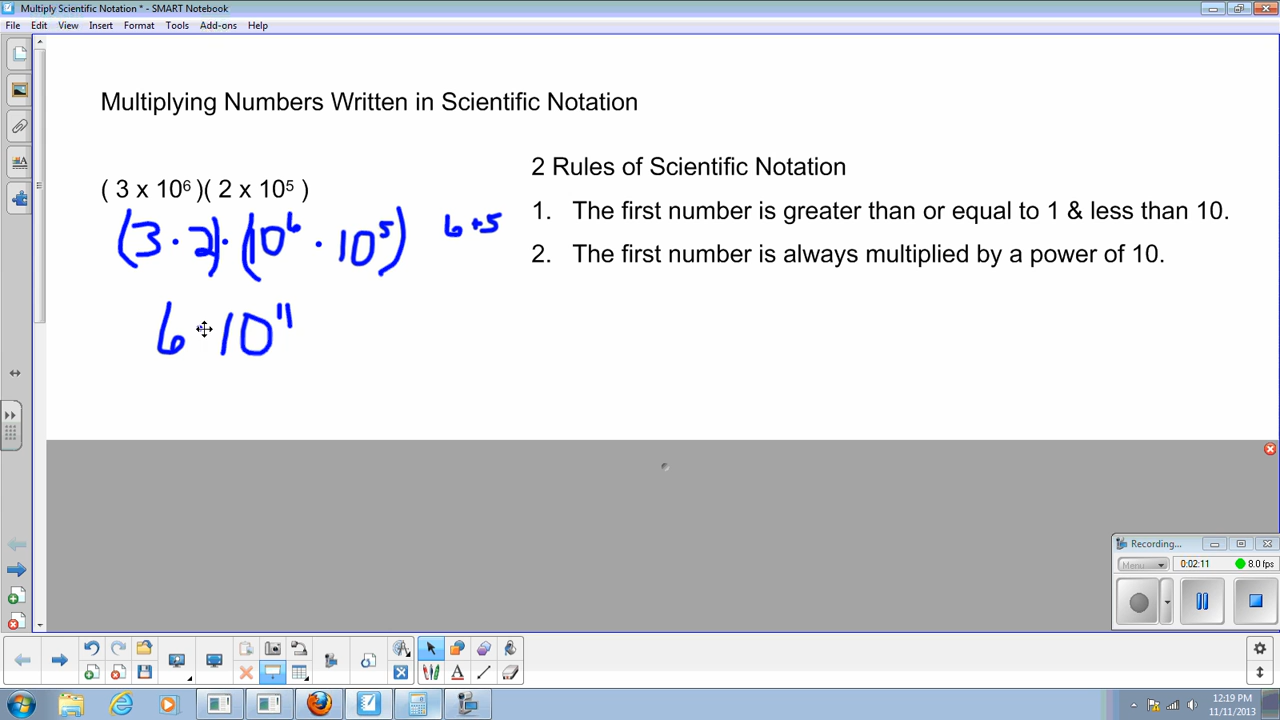 Multiply Scientific Notation * - SMART Notebook
File Edit View Insert Format Tools Add-ons Help
Multiplying Numbers Written in Scientific Notation
2 Rules of Scientific Notation
( 3 x 10⁶ )( 2 x 10⁵ )
1. The first number is greater than or equal to 1 & less than 10.
(3 · 2) · (10⁶ · 10⁵) 6+5
2. The first number is always multiplied by a power of 10.
6 · 10¹¹
Recording...
Menu 0:02:11 8.0 fps
12:19 PM
11/11/2013